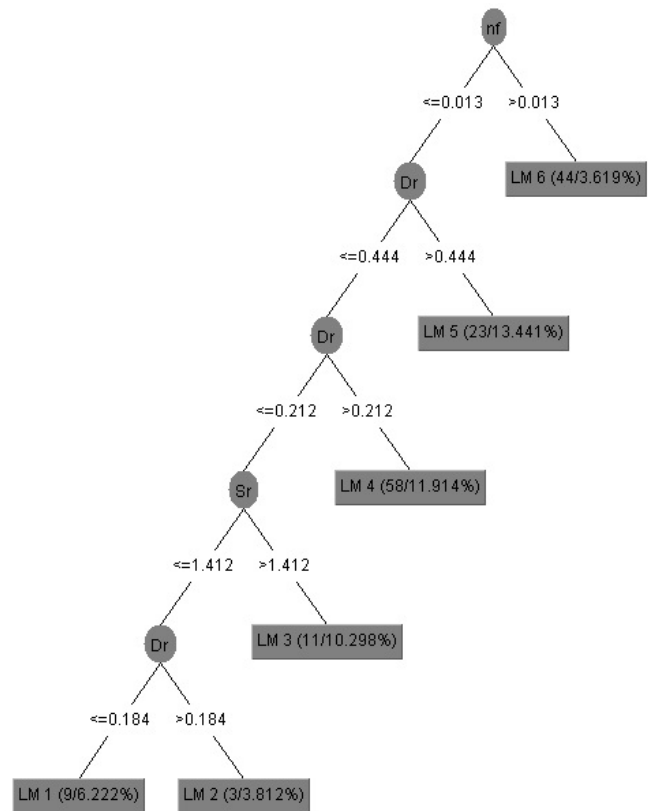 nf
<=0.013 >0.013
Dr
LM 6 (44/3.619%)
<=0.444 >0.444
Dr
LM 5 (23/13.441%)
<=0.212 >0.212
Sr
LM 4 (58/11.914%)
<=1.412 >1.412
Dr
LM 3 (11/10.298%)
<=0.184 >0.184
LM 1 (9/6.222%) LM 2 (3/3.812%)